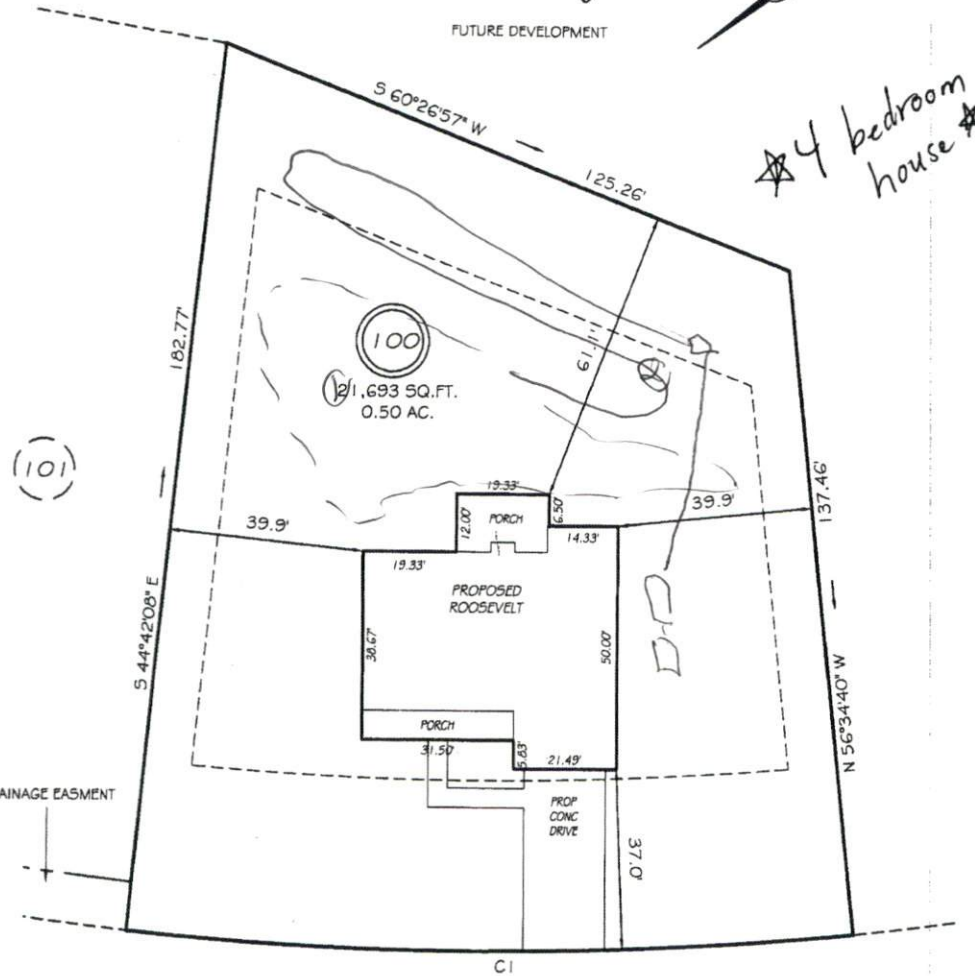 FUTURE DEVELOPMENT
S 60°26'57" W
125.26'
☆4 bedroom
house ☆
182.77'
100
21,693 SQ.FT.
0.50 AC.
101
19.33'
12.00'
PORCH
6.50'
39.9'
39.9'
137.46'
19.33'
14.33'
PROPOSED
ROOSEVELT
S 44°42'08" E
38.67'
50.00'
N 56°34'40" W
PORCH
31.50'
5.83'
21.49'
AINAGE EASMENT
PROP
CONC
DRIVE
37.0'
C1